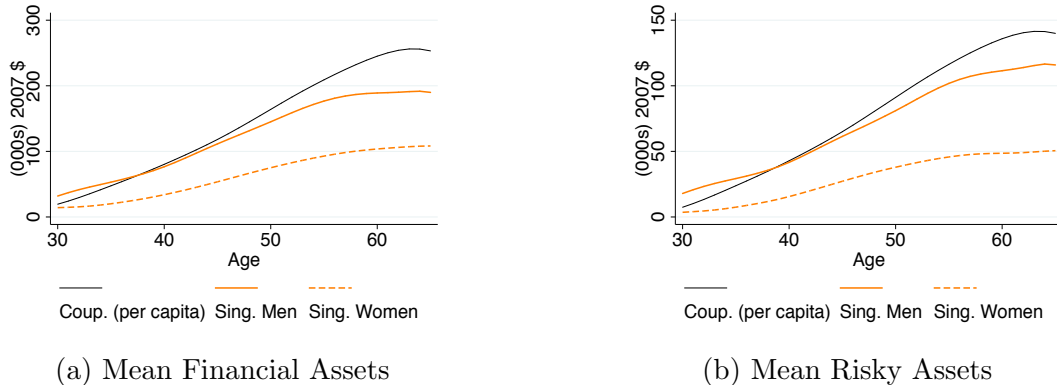 (000s) 2007 $
300
200
100
0
30 40 50 60
Age
Coup. (per capita) Sing. Men Sing. Women
(a) Mean Financial Assets
(000s) 2007 $
150
100
50
0
30 40 50 60
Age
Coup. (per capita) Sing. Men Sing. Women
(b) Mean Risky Assets